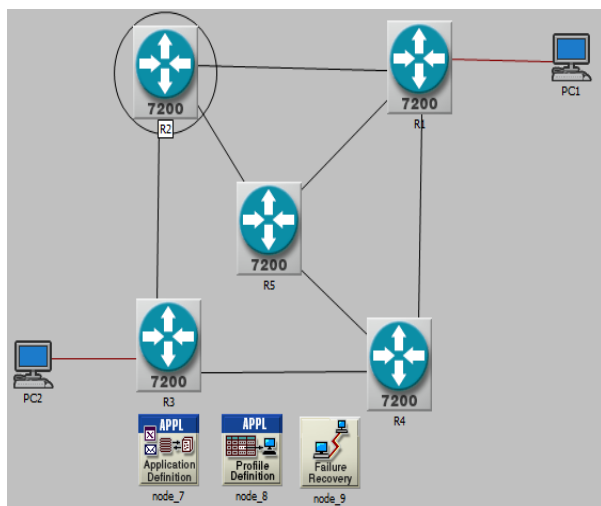 7200
R2
7200
R1
PC1
7200
R5
7200
R3
PC2
7200
R4
APPL
Application
Definition
node_7
APPL
Profile
Definition
node_8
Failure
Recovery
node_9